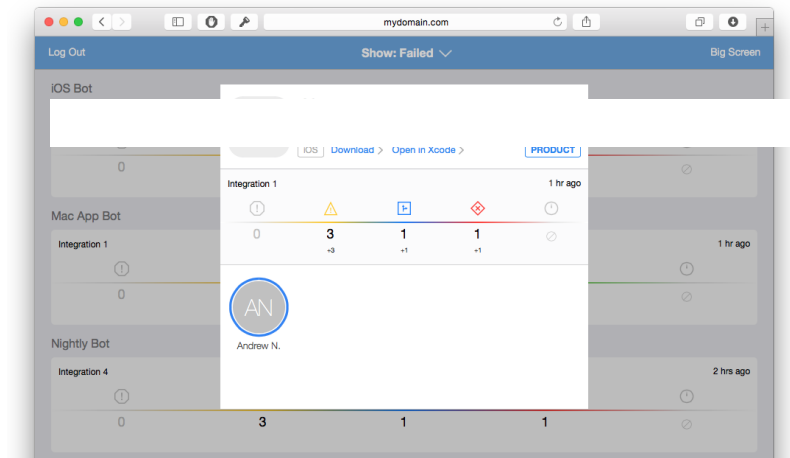 mydomain.com
Log Out
Show: Failed
Big Screen
iOS Bot
iOS Download > Open in Xcode >
PRODUCT
0
Integration 1
1 hr ago
0 3 1 1
+3 +1 +1
Mac App Bot
Integration 1
1 hr ago
0
AN
Andrew N.
Nightly Bot
Integration 4
2 hrs ago
0 3 1 1